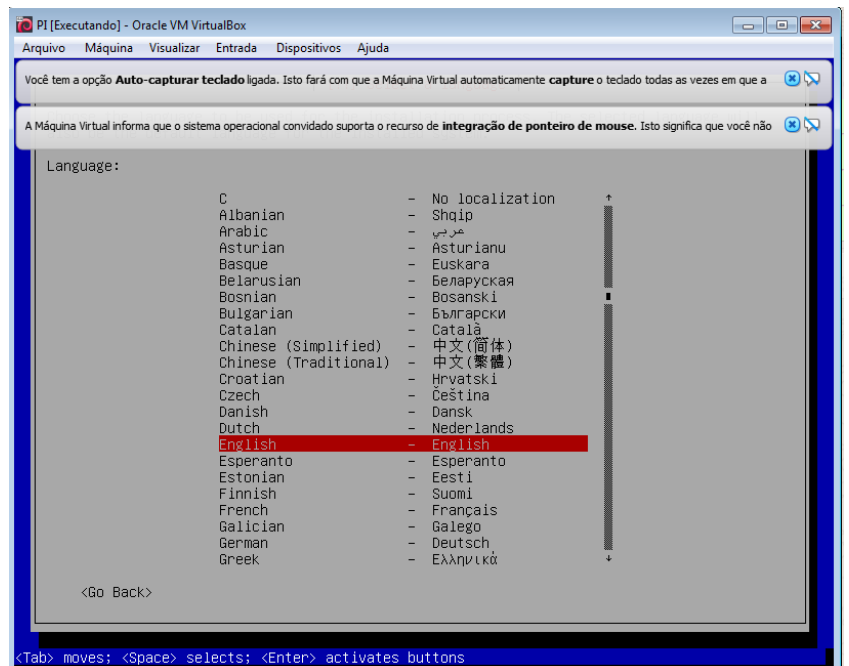 PI [Executando] - Oracle VM VirtualBox
Arquivo Máquina Visualizar Entrada Dispositivos Ajuda
Você tem a opção Auto-capturar teclado ligada. Isto fará com que a Máquina Virtual automaticamente capture o teclado todas as vezes em que a
A Máquina Virtual informa que o sistema operacional convidado suporta o recurso de integração de ponteiro de mouse. Isto significa que você não
Language:
C - No localization
Albanian - Shqip
Arabic - عربي
Asturian - Asturianu
Basque - Euskara
Belarusian - Беларуская
Bosnian - Bosanski
Bulgarian - Български
Catalan - Català
Chinese (Simplified) - 中文(简体)
Chinese (Traditional) - 中文(繁體)
Croatian - Hrvatski
Czech - Čeština
Danish - Dansk
Dutch - Nederlands
English - English
Esperanto - Esperanto
Estonian - Eesti
Finnish - Suomi
French - Français
Galician - Galego
German - Deutsch
Greek - Ελληνικά
<Go Back>
<Tab> moves; <Space> selects; <Enter> activates buttons